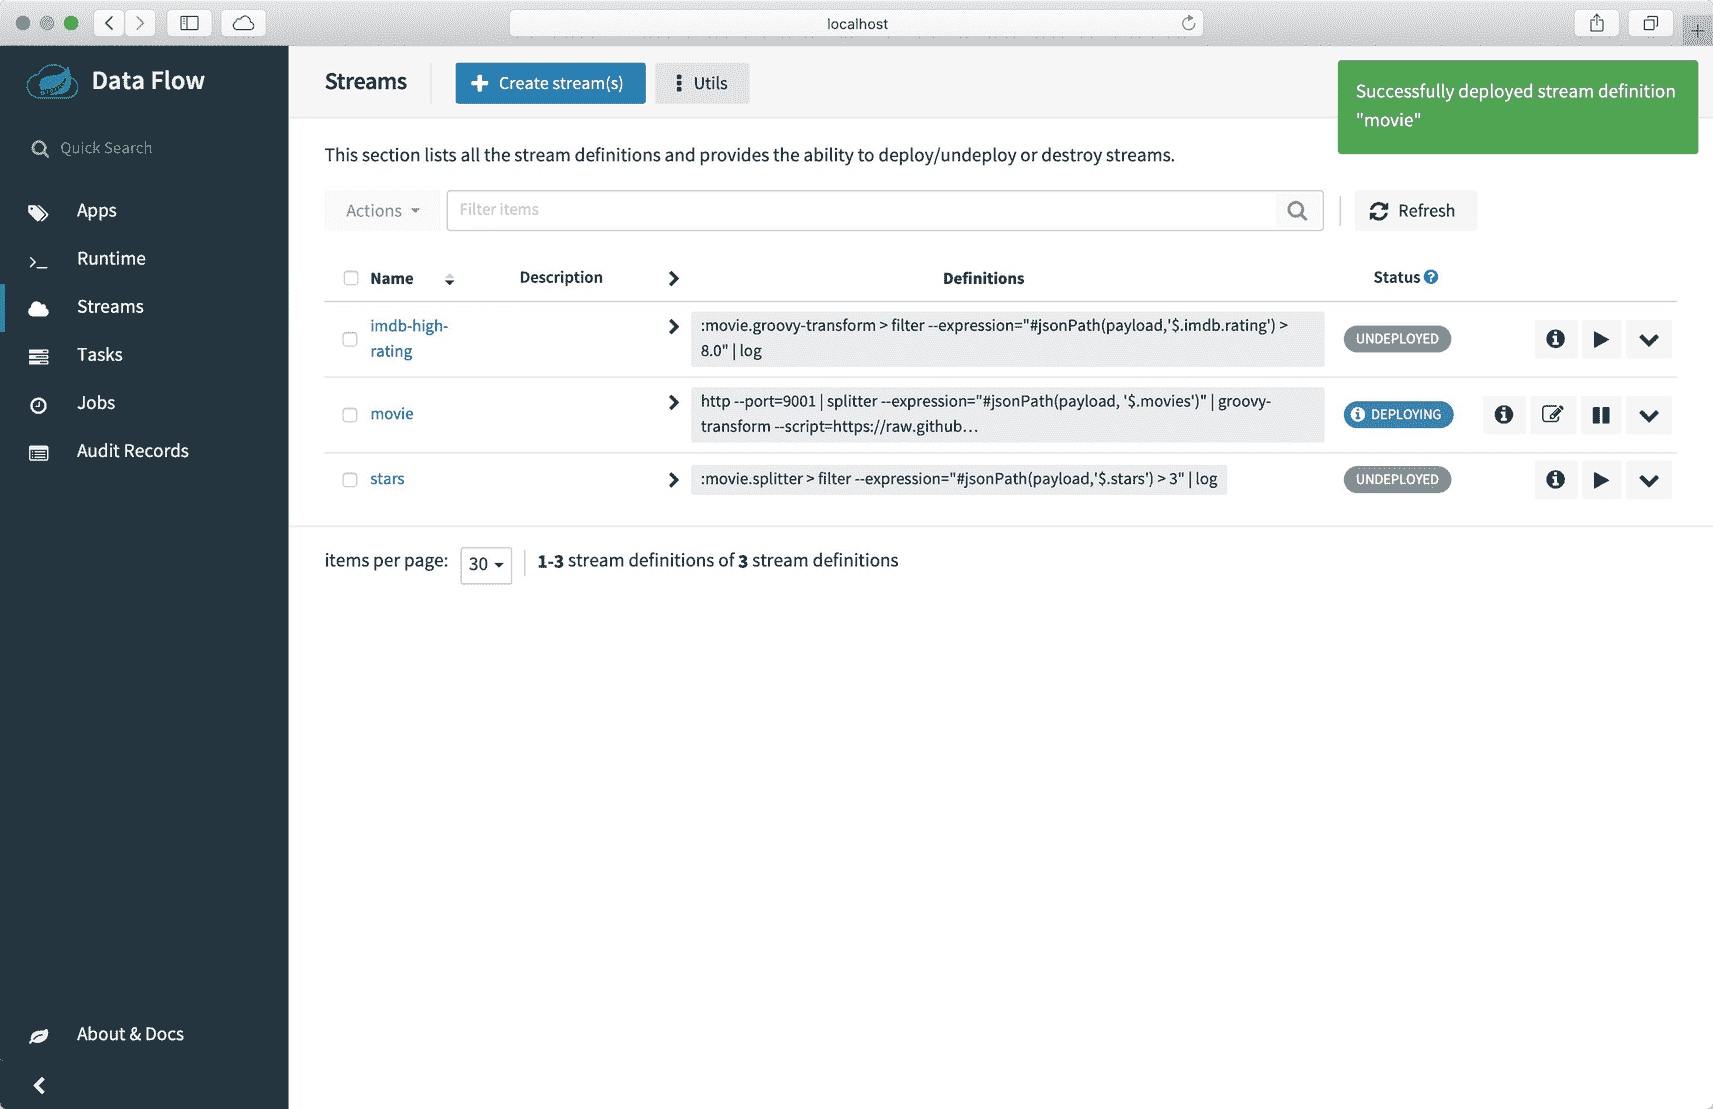 localhost
Data Flow
Quick Search
Apps
Runtime
Streams
Tasks
Jobs
Audit Records
About & Docs
Streams
Create stream(s)
Utils
Successfully deployed stream definition
"movie"
This section lists all the stream definitions and provides the ability to deploy/undeploy or destroy streams.
Actions
Filter items
Refresh
Name Description Definitions Status
imdb-high-
rating
:movie.groovy-transform > filter --expression="#jsonPath(payload,'$.imdb.rating') >
8.0" | log
UNDEPLOYED
movie
http --port=9001 | splitter --expression="#jsonPath(payload, '$.movies')" | groovy-
transform --script=https://raw.github…
DEPLOYING
stars
:movie.splitter > filter --expression="#jsonPath(payload,'$.stars') > 3" | log
UNDEPLOYED
items per page: 30 1-3 stream definitions of 3 stream definitions